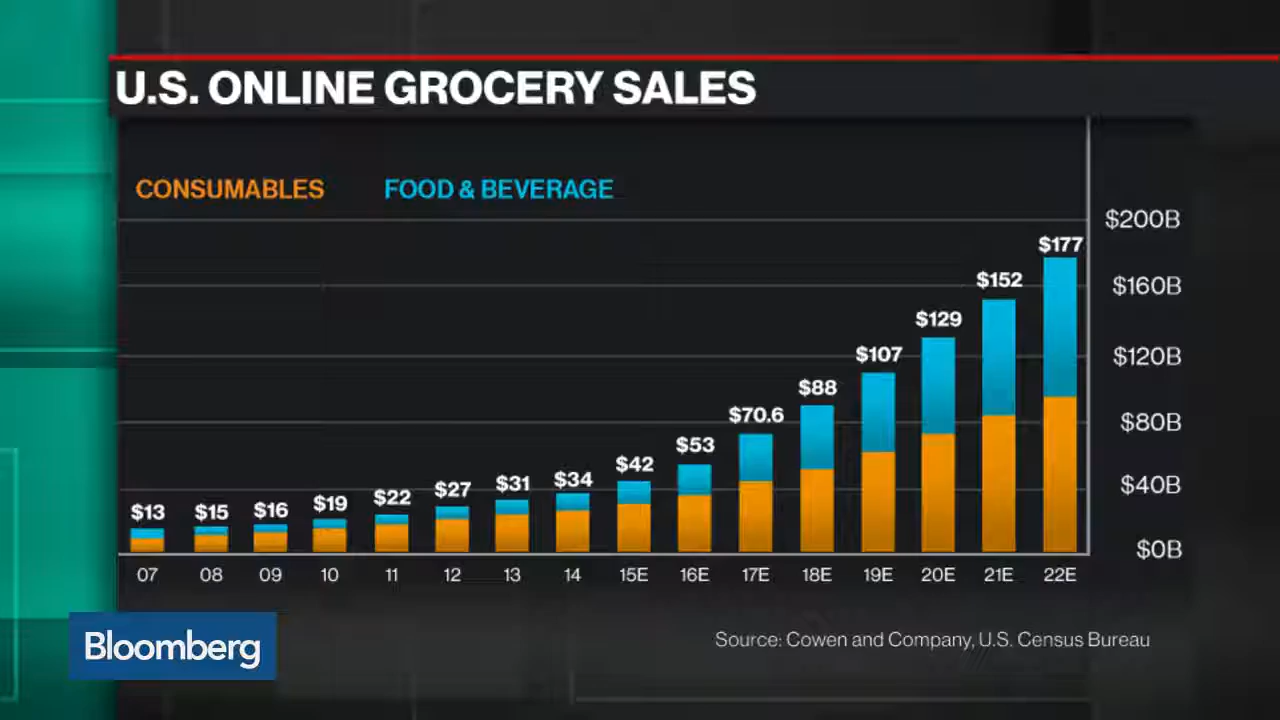 U.S. ONLINE GROCERY SALES
CONSUMABLES FOOD & BEVERAGE
$200B
$177
$160B
$152
$129
$120B
$107
$88
$80B
$70.6
$53
$42
$40B
$34
$31
$27
$22
$19
$16
$15
$13
$0B
07 08 09 10 11 12 13 14 15E 16E 17E 18E 19E 20E 21E 22E
Bloomberg
Source: Cowen and Company, U.S. Census Bureau